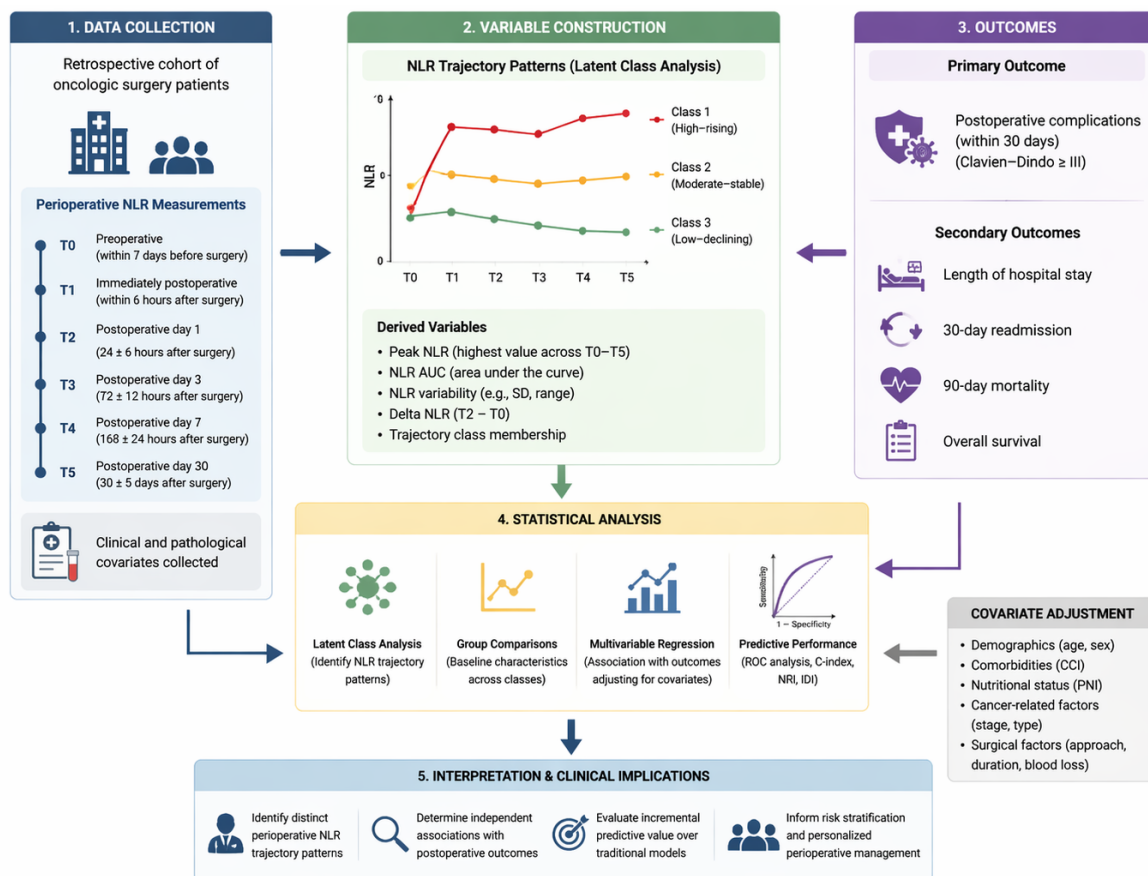 1. DATA COLLECTION
Retrospective cohort of
oncologic surgery patients
Perioperative NLR Measurements
T0
Preoperative
(within 7 days before surgery)
T1
Immediately postoperative
(within 6 hours after surgery)
T2
Postoperative day 1
(24 ± 6 hours after surgery)
T3
Postoperative day 3
(72 ± 12 hours after surgery)
T4
Postoperative day 7
(168 ± 24 hours after surgery)
T5
Postoperative day 30
(30 ± 5 days after surgery)
Clinical and pathological
covariates collected
2. VARIABLE CONSTRUCTION
NLR Trajectory Patterns (Latent Class Analysis)
NLR
0
0
T0 T1 T2 T3 T4 T5
Class 1
(High–rising)
Class 2
(Moderate–stable)
Class 3
(Low–declining)
Derived Variables
• Peak NLR (highest value across T0–T5)
• NLR AUC (area under the curve)
• NLR variability (e.g., SD, range)
• Delta NLR (T2 – T0)
• Trajectory class membership
3. OUTCOMES
Primary Outcome
Postoperative complications
(within 30 days)
(Clavien–Dindo ≥ III)
Secondary Outcomes
Length of hospital stay
30-day readmission
90-day mortality
Overall survival
4. STATISTICAL ANALYSIS
Latent Class Analysis
(Identify NLR trajectory
patterns)
Group Comparisons
(Baseline characteristics
across classes)
Multivariable Regression
(Association with outcomes
adjusting for covariates)
1 – Specificity
Predictive Performance
(ROC analysis, C-index,
NRI, IDI)
COVARIATE ADJUSTMENT
• Demographics (age, sex)
• Comorbidities (CCI)
• Nutritional status (PNI)
• Cancer-related factors
(stage, type)
• Surgical factors (approach,
duration, blood loss)
5. INTERPRETATION & CLINICAL IMPLICATIONS
Identify distinct
perioperative NLR
trajectory patterns
Determine independent
associations with
postoperative outcomes
Evaluate incremental
predictive value over
traditional models
Inform risk stratification
and personalized
perioperative management